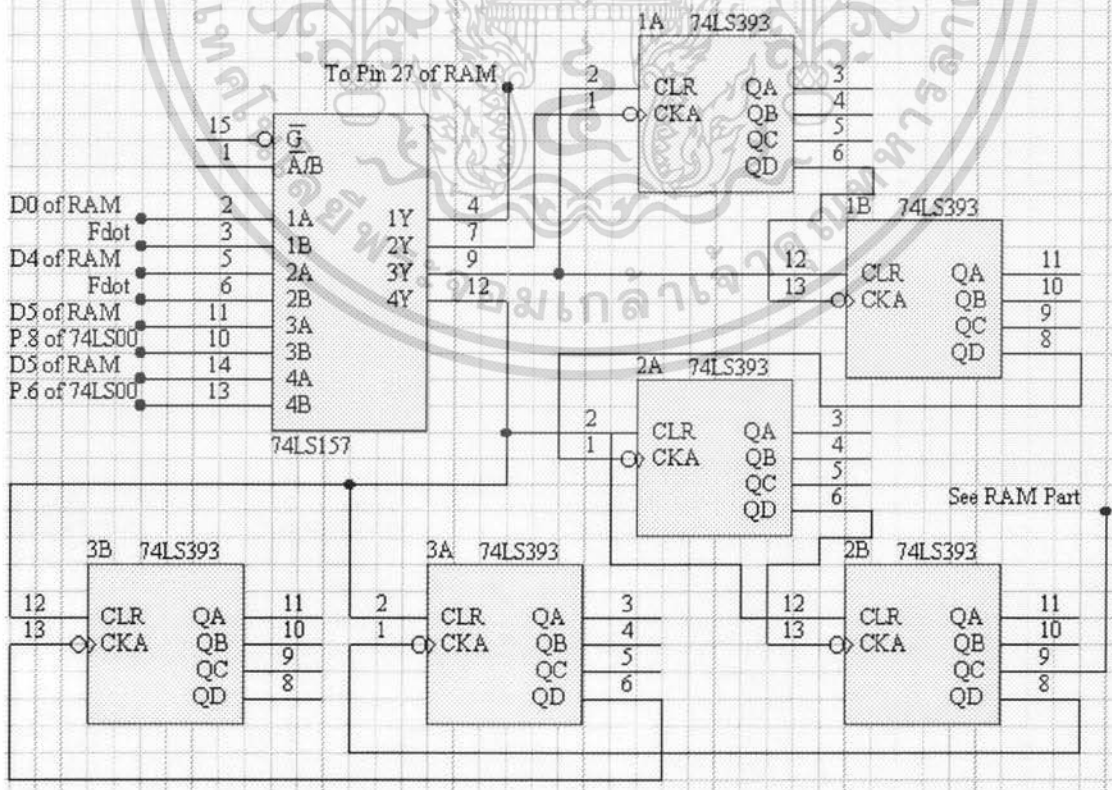 1A 74LS393
To Pin 27 of RAM
2 CLR QA 3
1 CKA QB 4
QC 5
QD 6
15 G
1 A/B
D0 of RAM 2 1A 1Y 4
Fdot 3 1B 2Y 7
D4 of RAM 5 2A 3Y 9
Fdot 6 2B 4Y 12
D5 of RAM 11 3A
P.8 of 74LS00 10 3B
D5 of RAM 14 4A
P.6 of 74LS00 13 4B
74LS157
1B 74LS393
12 CLR QA 11
13 CKA QB 10
QC 9
QD 8
2A 74LS393
2 CLR QA 3
1 CKA QB 4
QC 5
QD 6
See RAM Part
3B 74LS393
12 CLR QA 11
13 CKA QB 10
QC 9
QD 8
3A 74LS393
2 CLR QA 3
1 CKA QB 4
QC 5
QD 6
2B 74LS393
12 CLR QA 11
13 CKA QB 10
QC 9
QD 8